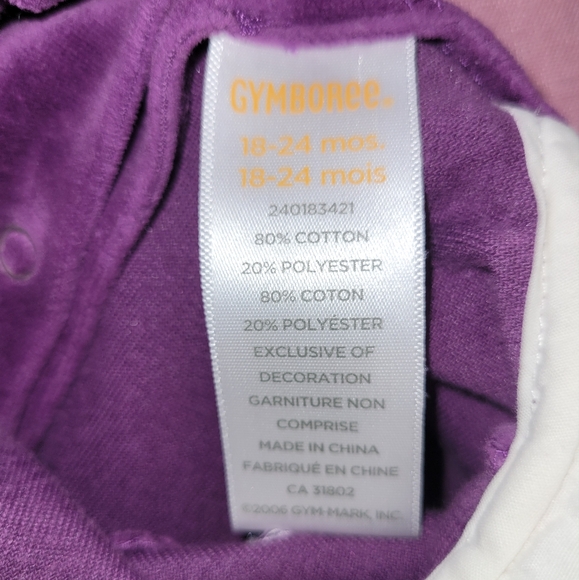 GYMBOREE®
18-24 mos.
18-24 mois
240183421
80% COTTON
20% POLYESTER
80% COTON
20% POLYÉSTER
EXCLUSIVE OF
DECORATION
GARNITURE NON
COMPRISE
MADE IN CHINA
FABRIQUÉ EN CHINE
CA 31802
©2006 GYM-MARK, INC.